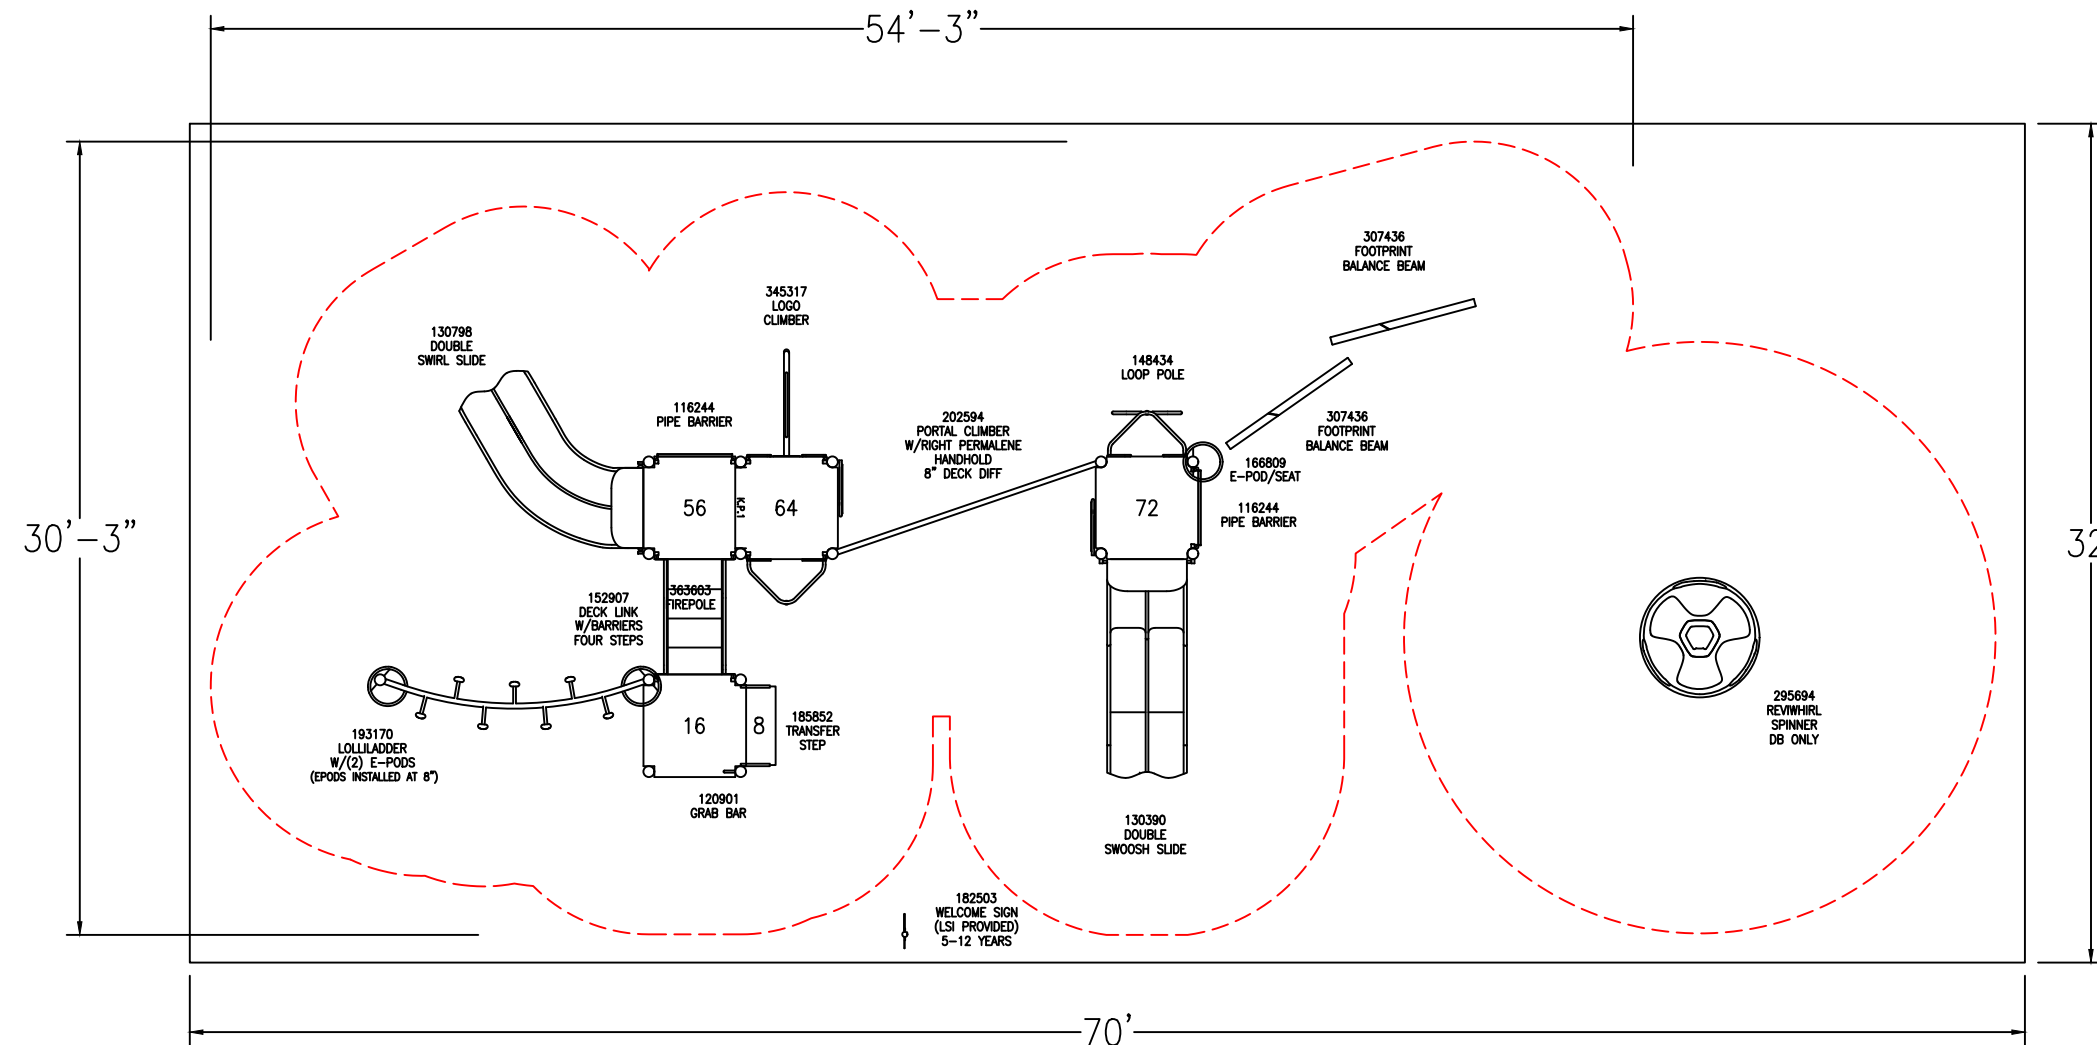 54'-3"
307436
FOOTPRINT
BALANCE BEAM
345317
LOGO
CLIMBER
130798
DOUBLE
SWIRL SLIDE
148434
LOOP POLE
116244
PIPE BARRIER
202594
PORTAL CLIMBER
W/RIGHT PERMALENE
HANDHOLD
8" DECK DIFF
307436
FOOTPRINT
BALANCE BEAM
166809
E-POD/SEAT
56
K.P.1
64
72
116244
PIPE BARRIER
30'-3"
32
152907
DECK LINK
W/BARRIERS
FOUR STEPS
363603
FIREPOLE
16
8
185852
TRANSFER
STEP
295694
REVIWHIRL
SPINNER
DB ONLY
193170
LOLLILADDER
W/(2) E-PODS
(EPODS INSTALLED AT 8")
120901
GRAB BAR
130390
DOUBLE
SWOOSH SLIDE
182503
WELCOME SIGN
(LSI PROVIDED)
5-12 YEARS
70'